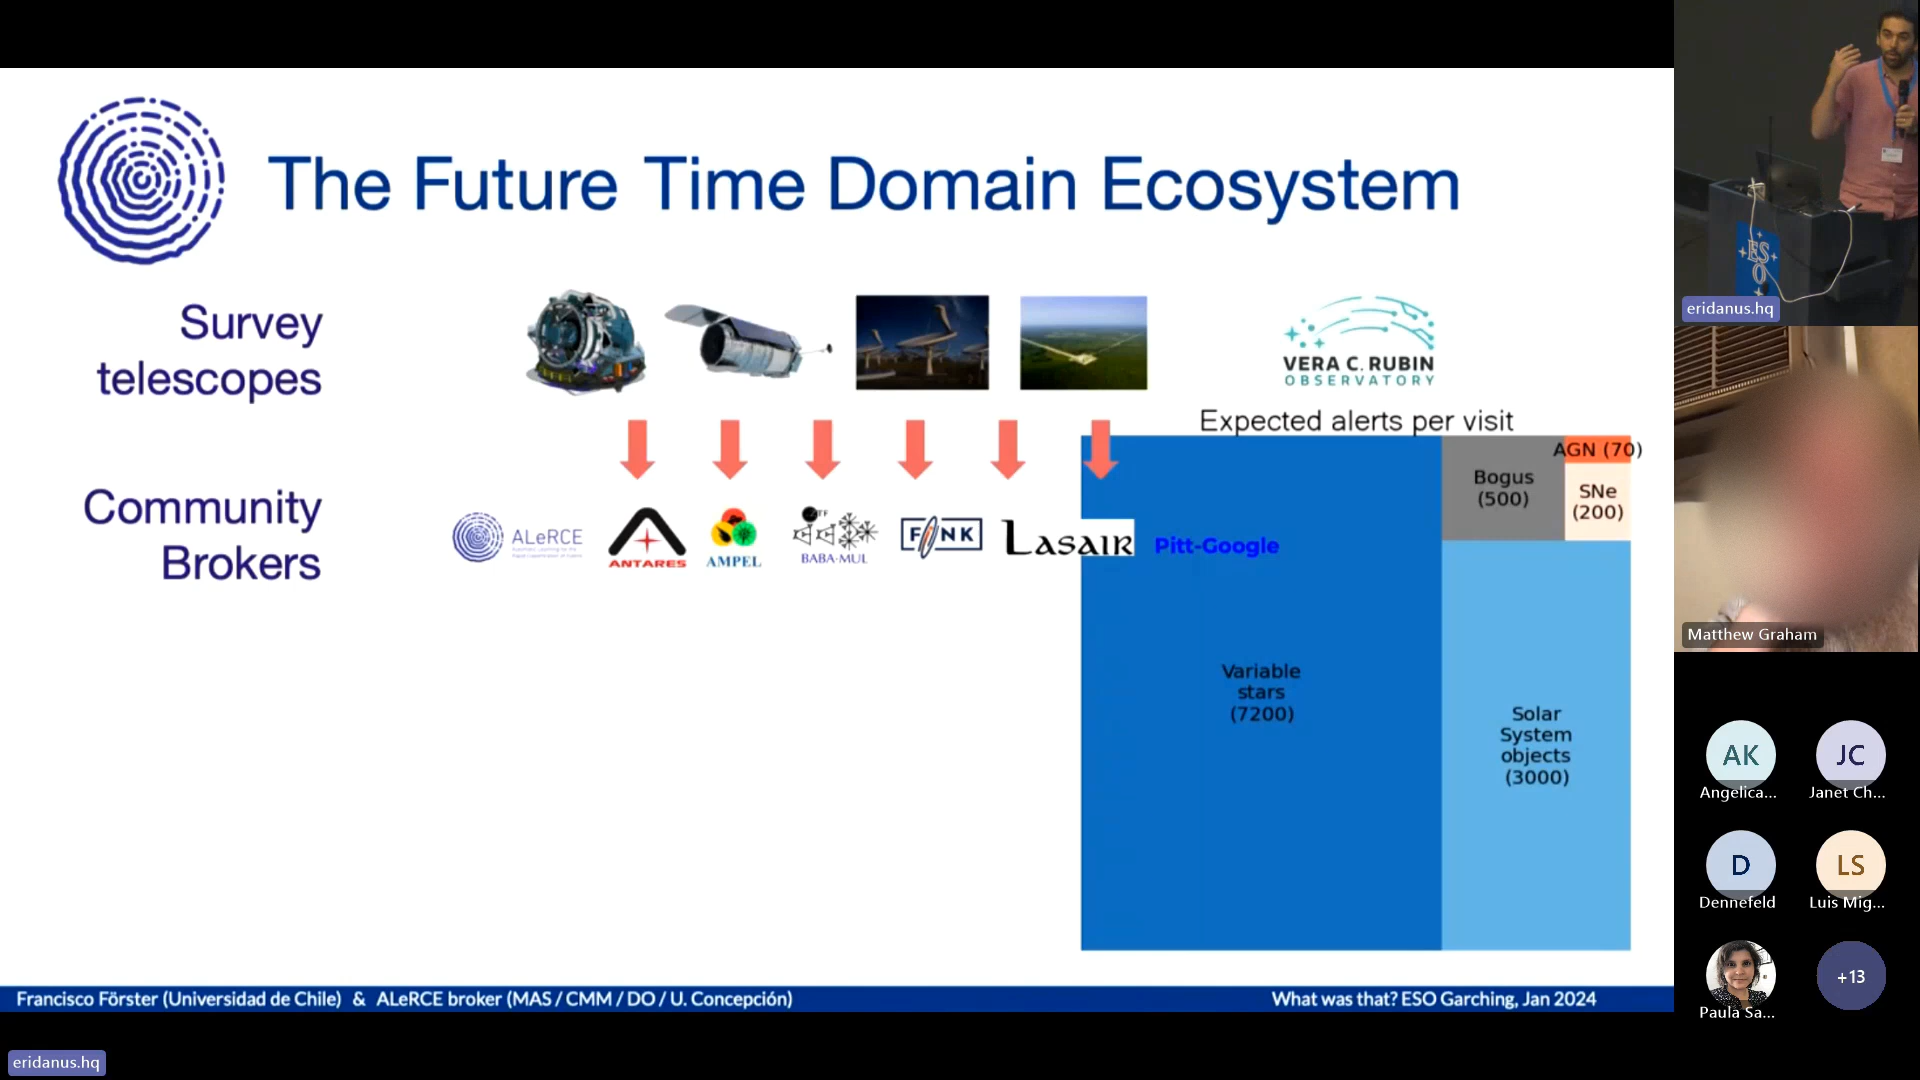 The Future Time Domain Ecosystem
Survey
telescopes
VERA C. RUBIN
OBSERVATORY
Expected alerts per visit
Community
Brokers
ALeRCE
ANTARES
AMPEL
BABA-MUL
FINK
LASAIR
Pitt-Google
Variable
stars
(7200)
Bogus
(500)
AGN (70)
SNe
(200)
Solar
System
objects
(3000)
Francisco Förster (Universidad de Chile) & ALeRCE broker (MAS / CMM / DO / U. Concepción)
What was that? ESO Garching, Jan 2024
eridanus.hq
ESO
eridanus.hq
Matthew Graham
AK
Angelica...
JC
Janet Ch...
D
Dennefeld
LS
Luis Mig...
Paula Sa...
+13